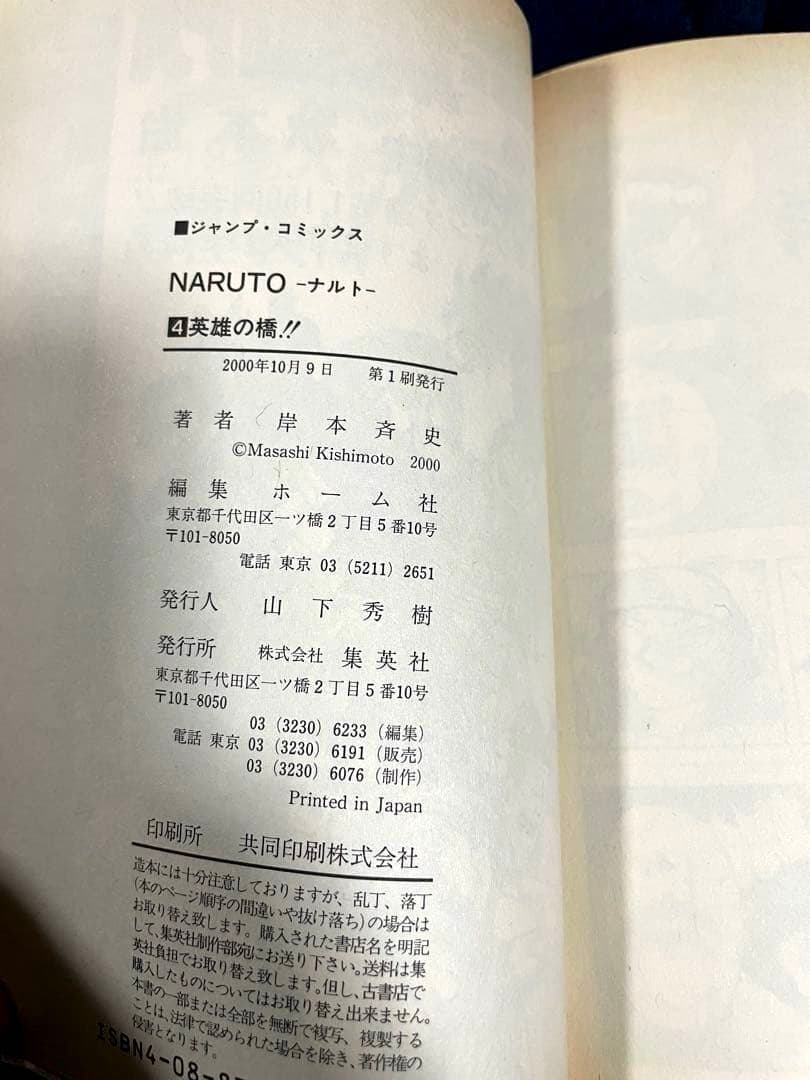 ■ジャンプ・コミックス
NARUTO -ナルト-
4英雄の橋!!
2000年10月9日 第1刷発行
著者 岸本斉史
©Masashi Kishimoto 2000
編集 ホーム社
東京都千代田区一ツ橋2丁目5番10号
〒101-8050
電話 東京 03 (5211) 2651
発行人 山下秀樹
発行所 株式会社 集英社
東京都千代田区一ツ橋2丁目5番10号
〒101-8050
03 (3230) 6233 (編集)
電話 東京 03 (3230) 6191 (販売)
03 (3230) 6076 (制作)
Printed in Japan
印刷所 共同印刷株式会社
造本には十分注意しておりますが、乱丁、落丁
(本のページ順序の間違いや抜け落ち)の場合は
お取り替え致します。購入された書店名を明記
して、集英社制作部宛にお送り下さい。送料は集
英社負担でお取り替え致します。但し、古書店で
購入したものについてはお取り替え出来ません。
本書の一部または全部を無断で複写、複製する
ことは、法律で認められた場合を除き、著作権の
侵害となります。
ISBN4-08-8